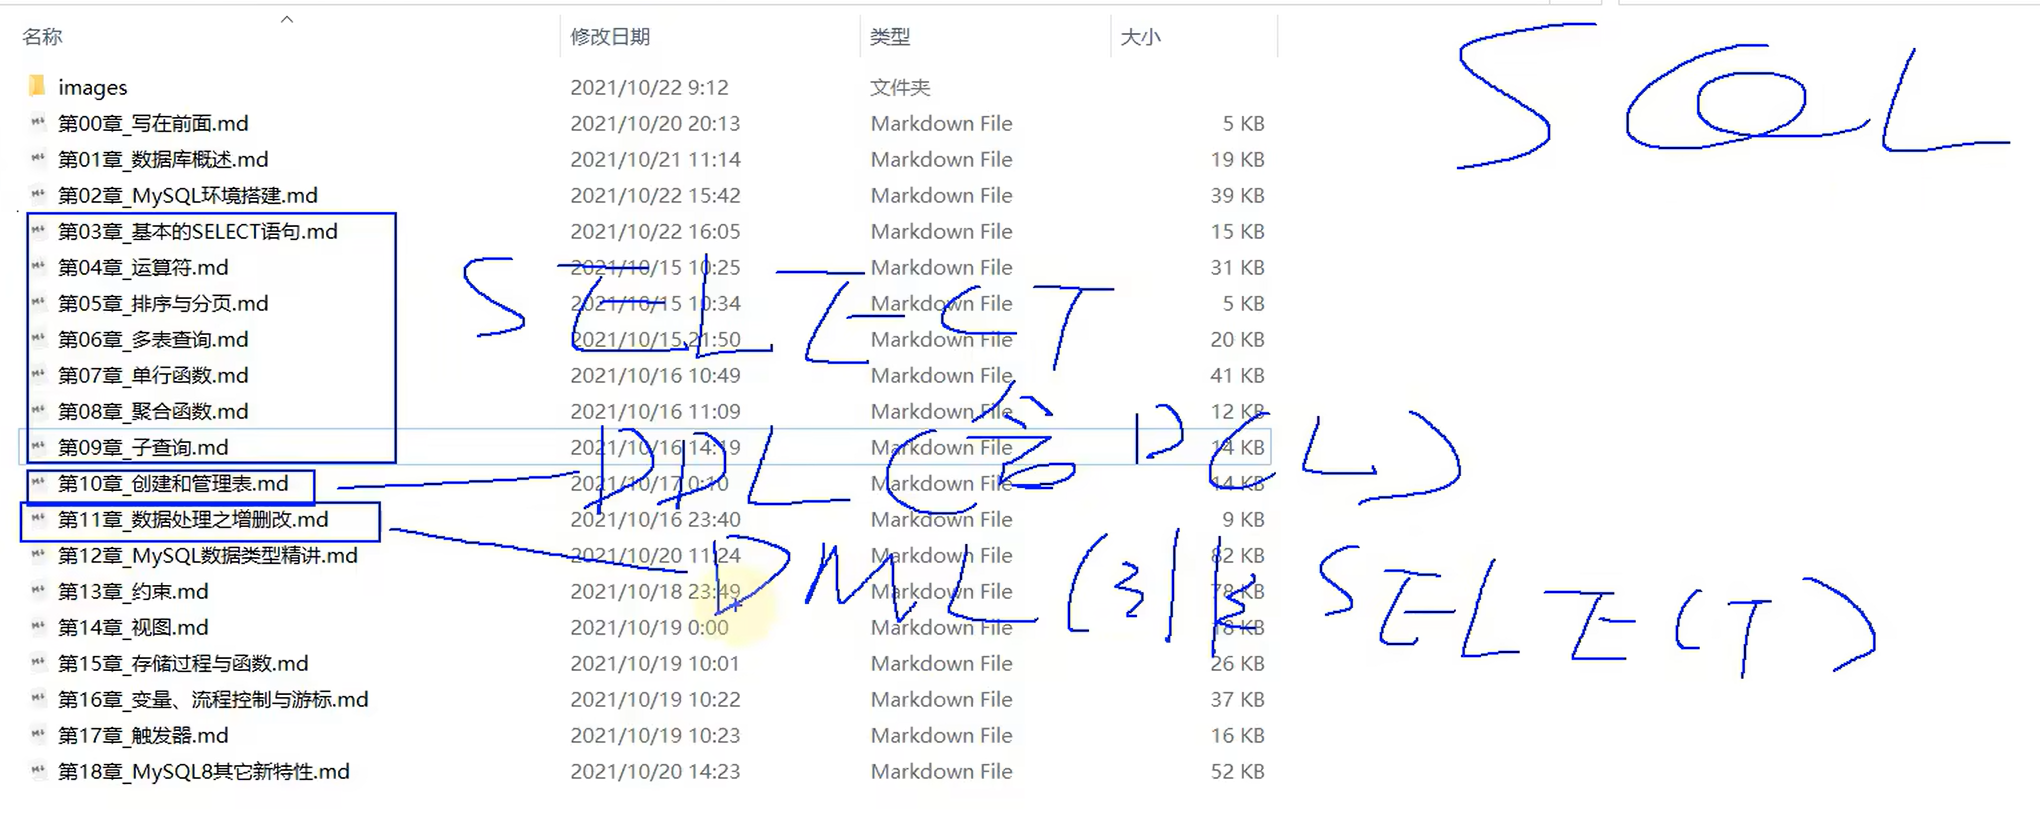 名称 修改日期 类型 大小
SQL
images 2021/10/22 9:12 文件夹
第00章_写在前面.md 2021/10/20 20:13 Markdown File 5 KB
第01章_数据库概述.md 2021/10/21 11:14 Markdown File 19 KB
第02章_MySQL环境搭建.md 2021/10/22 15:42 Markdown File 39 KB
第03章_基本的SELECT语句.md 2021/10/22 16:05 Markdown File 15 KB
第04章_运算符.md 2021/10/15 10:25 Markdown File 31 KB
第05章_排序与分页.md 2021/10/15 10:34 Markdown File 5 KB
SELECT
第06章_多表查询.md 2021/10/15 21:50 Markdown File 20 KB
第07章_单行函数.md 2021/10/16 10:49 Markdown File 41 KB
第08章_聚合函数.md 2021/10/16 11:09 Markdown File 12 KB
第09章_子查询.md 2021/10/16 14:19 Markdown File 14 KB
DDL(含DCL)
第10章_创建和管理表.md 2021/10/17 0:10 Markdown File 14 KB
第11章_数据处理之增删改.md 2021/10/16 23:40 Markdown File 9 KB
第12章_MySQL数据类型精讲.md 2021/10/20 11:24 Markdown File 82 KB
DML( SELECT)
第13章_约束.md 2021/10/18 23:49 Markdown File 78 KB
第14章_视图.md 2021/10/19 0:00 Markdown File 18 KB
第15章_存储过程与函数.md 2021/10/19 10:01 Markdown File 26 KB
第16章_变量、流程控制与游标.md 2021/10/19 10:22 Markdown File 37 KB
第17章_触发器.md 2021/10/19 10:23 Markdown File 16 KB
第18章_MySQL8其它新特性.md 2021/10/20 14:23 Markdown File 52 KB